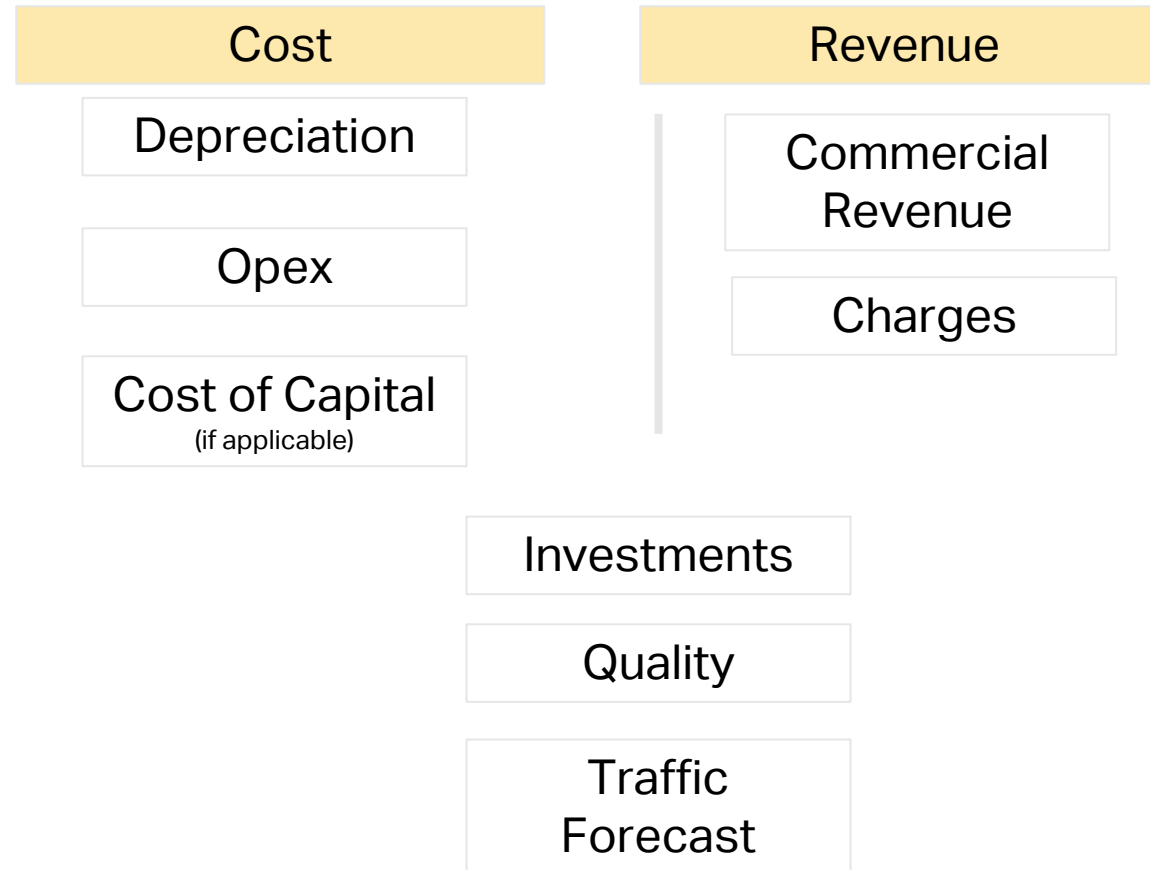 Cost
Depreciation
Opex
Cost of Capital
(if applicable)
Revenue
Commercial
Revenue
Charges
Investments
Quality
Traffic
Forecast